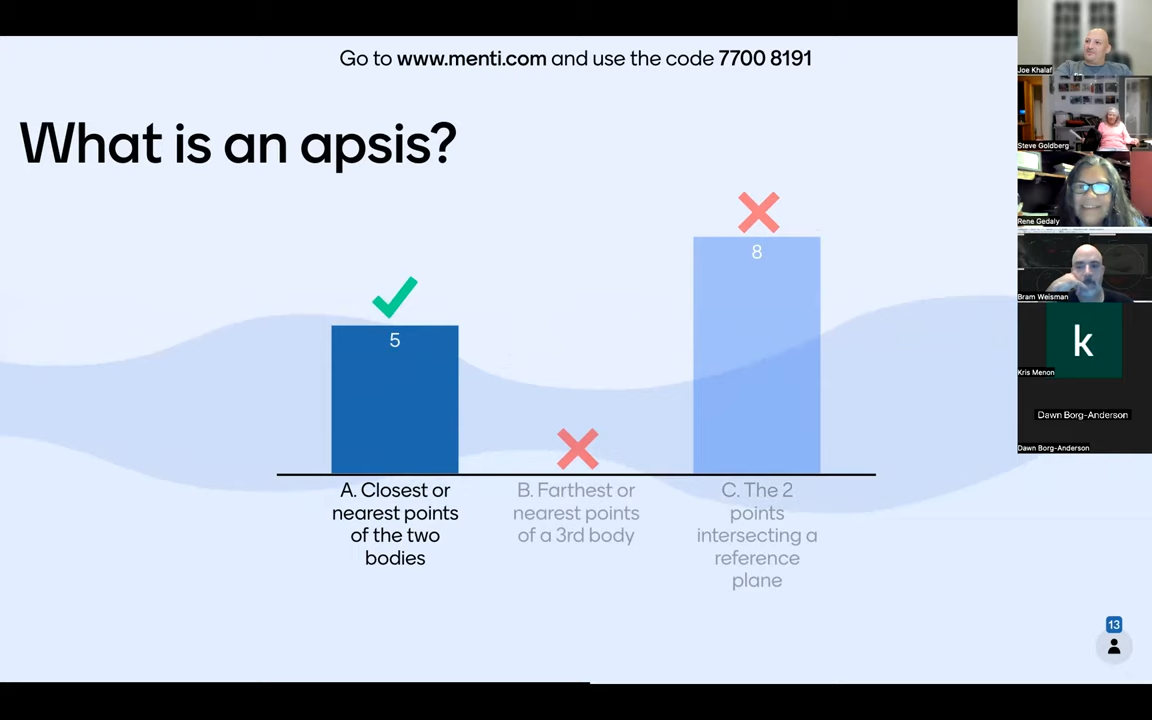 Go to www.menti.com and use the code 7700 8191
What is an apsis?
5
8
A. Closest or
nearest points
of the two
bodies
B. Farthest or
nearest points
of a 3rd body
C. The 2
points
intersecting a
reference
plane
13
Joe Khalaf
Steve Goldberg
Rene Gedaly
Bram Weisman
k
Kris Menon
Dawn Borg-Anderson
Dawn Borg-Anderson